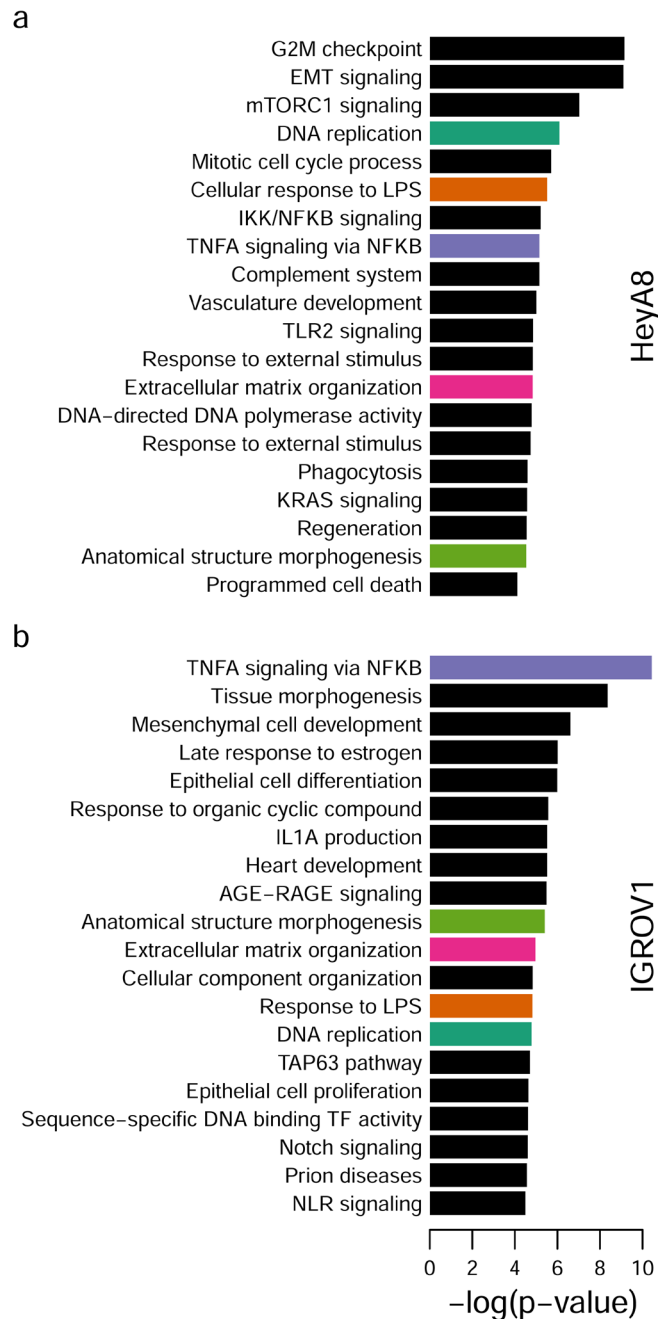 a
G2M checkpoint
EMT signaling
mTORC1 signaling
DNA replication
Mitotic cell cycle process
Cellular response to LPS
IKK/NFKB signaling
TNFA signaling via NFKB
Complement system
Vasculature development
TLR2 signaling
Response to external stimulus
Extracellular matrix organization
DNA−directed DNA polymerase activity
Response to external stimulus
Phagocytosis
KRAS signaling
Regeneration
Anatomical structure morphogenesis
Programmed cell death
HeyA8
b
TNFA signaling via NFKB
Tissue morphogenesis
Mesenchymal cell development
Late response to estrogen
Epithelial cell differentiation
Response to organic cyclic compound
IL1A production
Heart development
AGE−RAGE signaling
Anatomical structure morphogenesis
Extracellular matrix organization
Cellular component organization
Response to LPS
DNA replication
TAP63 pathway
Epithelial cell proliferation
Sequence−specific DNA binding TF activity
Notch signaling
Prion diseases
NLR signaling
IGROV1
0 2 4 6 8 10
−log(p−value)